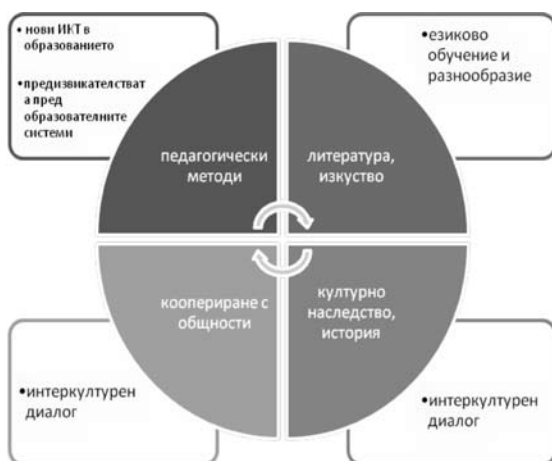 •нови ИКТ в
образованието
•предизвикателстват
а пред
образователните
системи
•езиково
обучение и
разнообразие
педагогически
методи
литература,
изкуство
коопериране с
общности
културно
наследство,
история
•интеркултурен
диалог
•интеркултурен
диалог